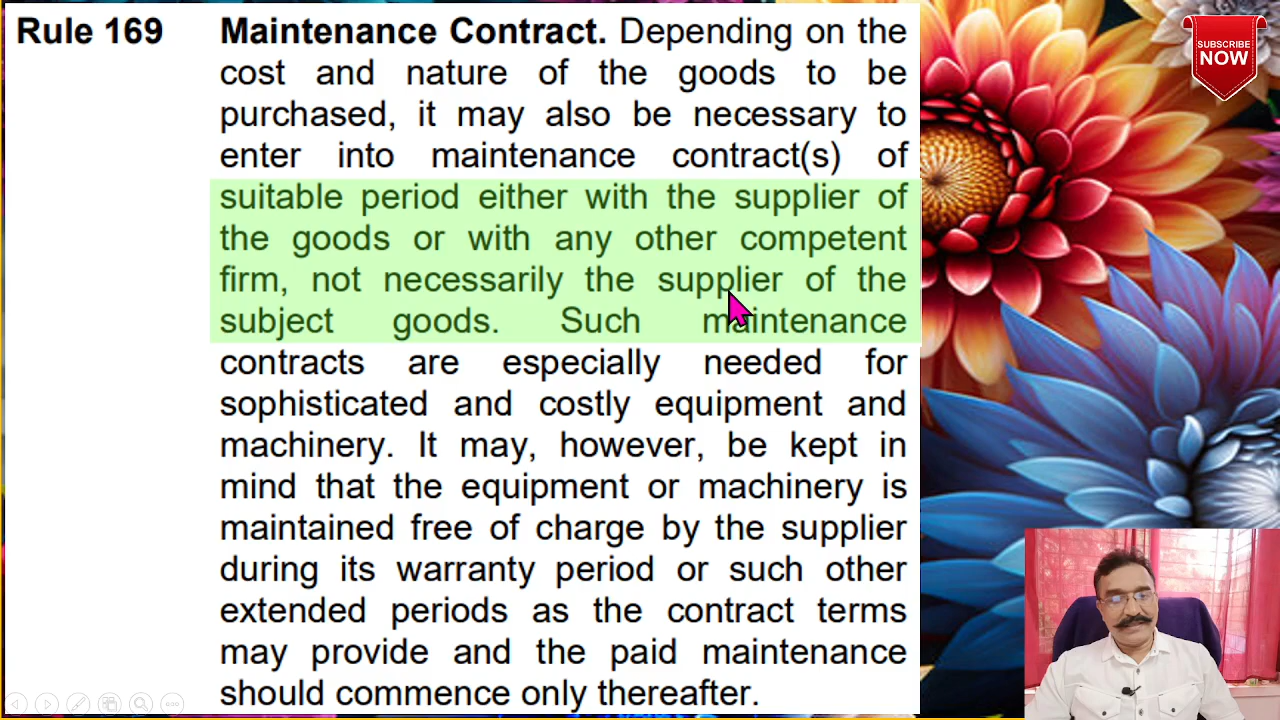 Rule 169
Maintenance Contract. Depending on the
cost and nature of the goods to be
purchased, it may also be necessary to
enter into maintenance contract(s) of
suitable period either with the supplier of
the goods or with any other competent
firm, not necessarily the supplier of the
subject goods. Such maintenance
contracts are especially needed for
sophisticated and costly equipment and
machinery. It may, however, be kept in
mind that the equipment or machinery is
maintained free of charge by the supplier
during its warranty period or such other
extended periods as the contract terms
may provide and the paid maintenance
should commence only thereafter.
SUBSCRIBE
NOW